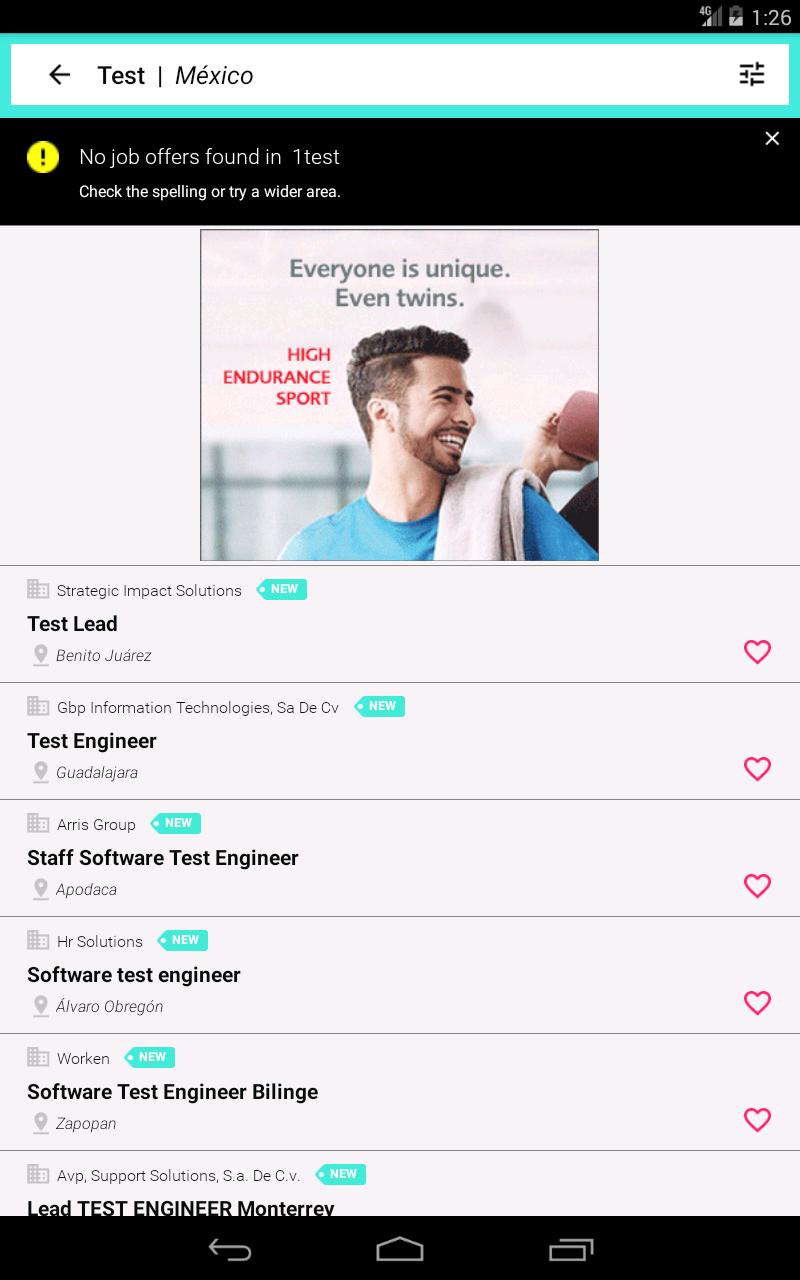 4G 1:26
Test | México
No job offers found in 1test
Check the spelling or try a wider area.
Everyone is unique.
Even twins.
HIGH
ENDURANCE
SPORT
Strategic Impact Solutions NEW
Test Lead
Benito Juárez
Gbp Information Technologies, Sa De Cv NEW
Test Engineer
Guadalajara
Arris Group NEW
Staff Software Test Engineer
Apodaca
Hr Solutions NEW
Software test engineer
Álvaro Obregón
Worken NEW
Software Test Engineer Bilinge
Zapopan
Avp, Support Solutions, S.a. De C.v. NEW
Lead TEST ENGINEER Monterrey